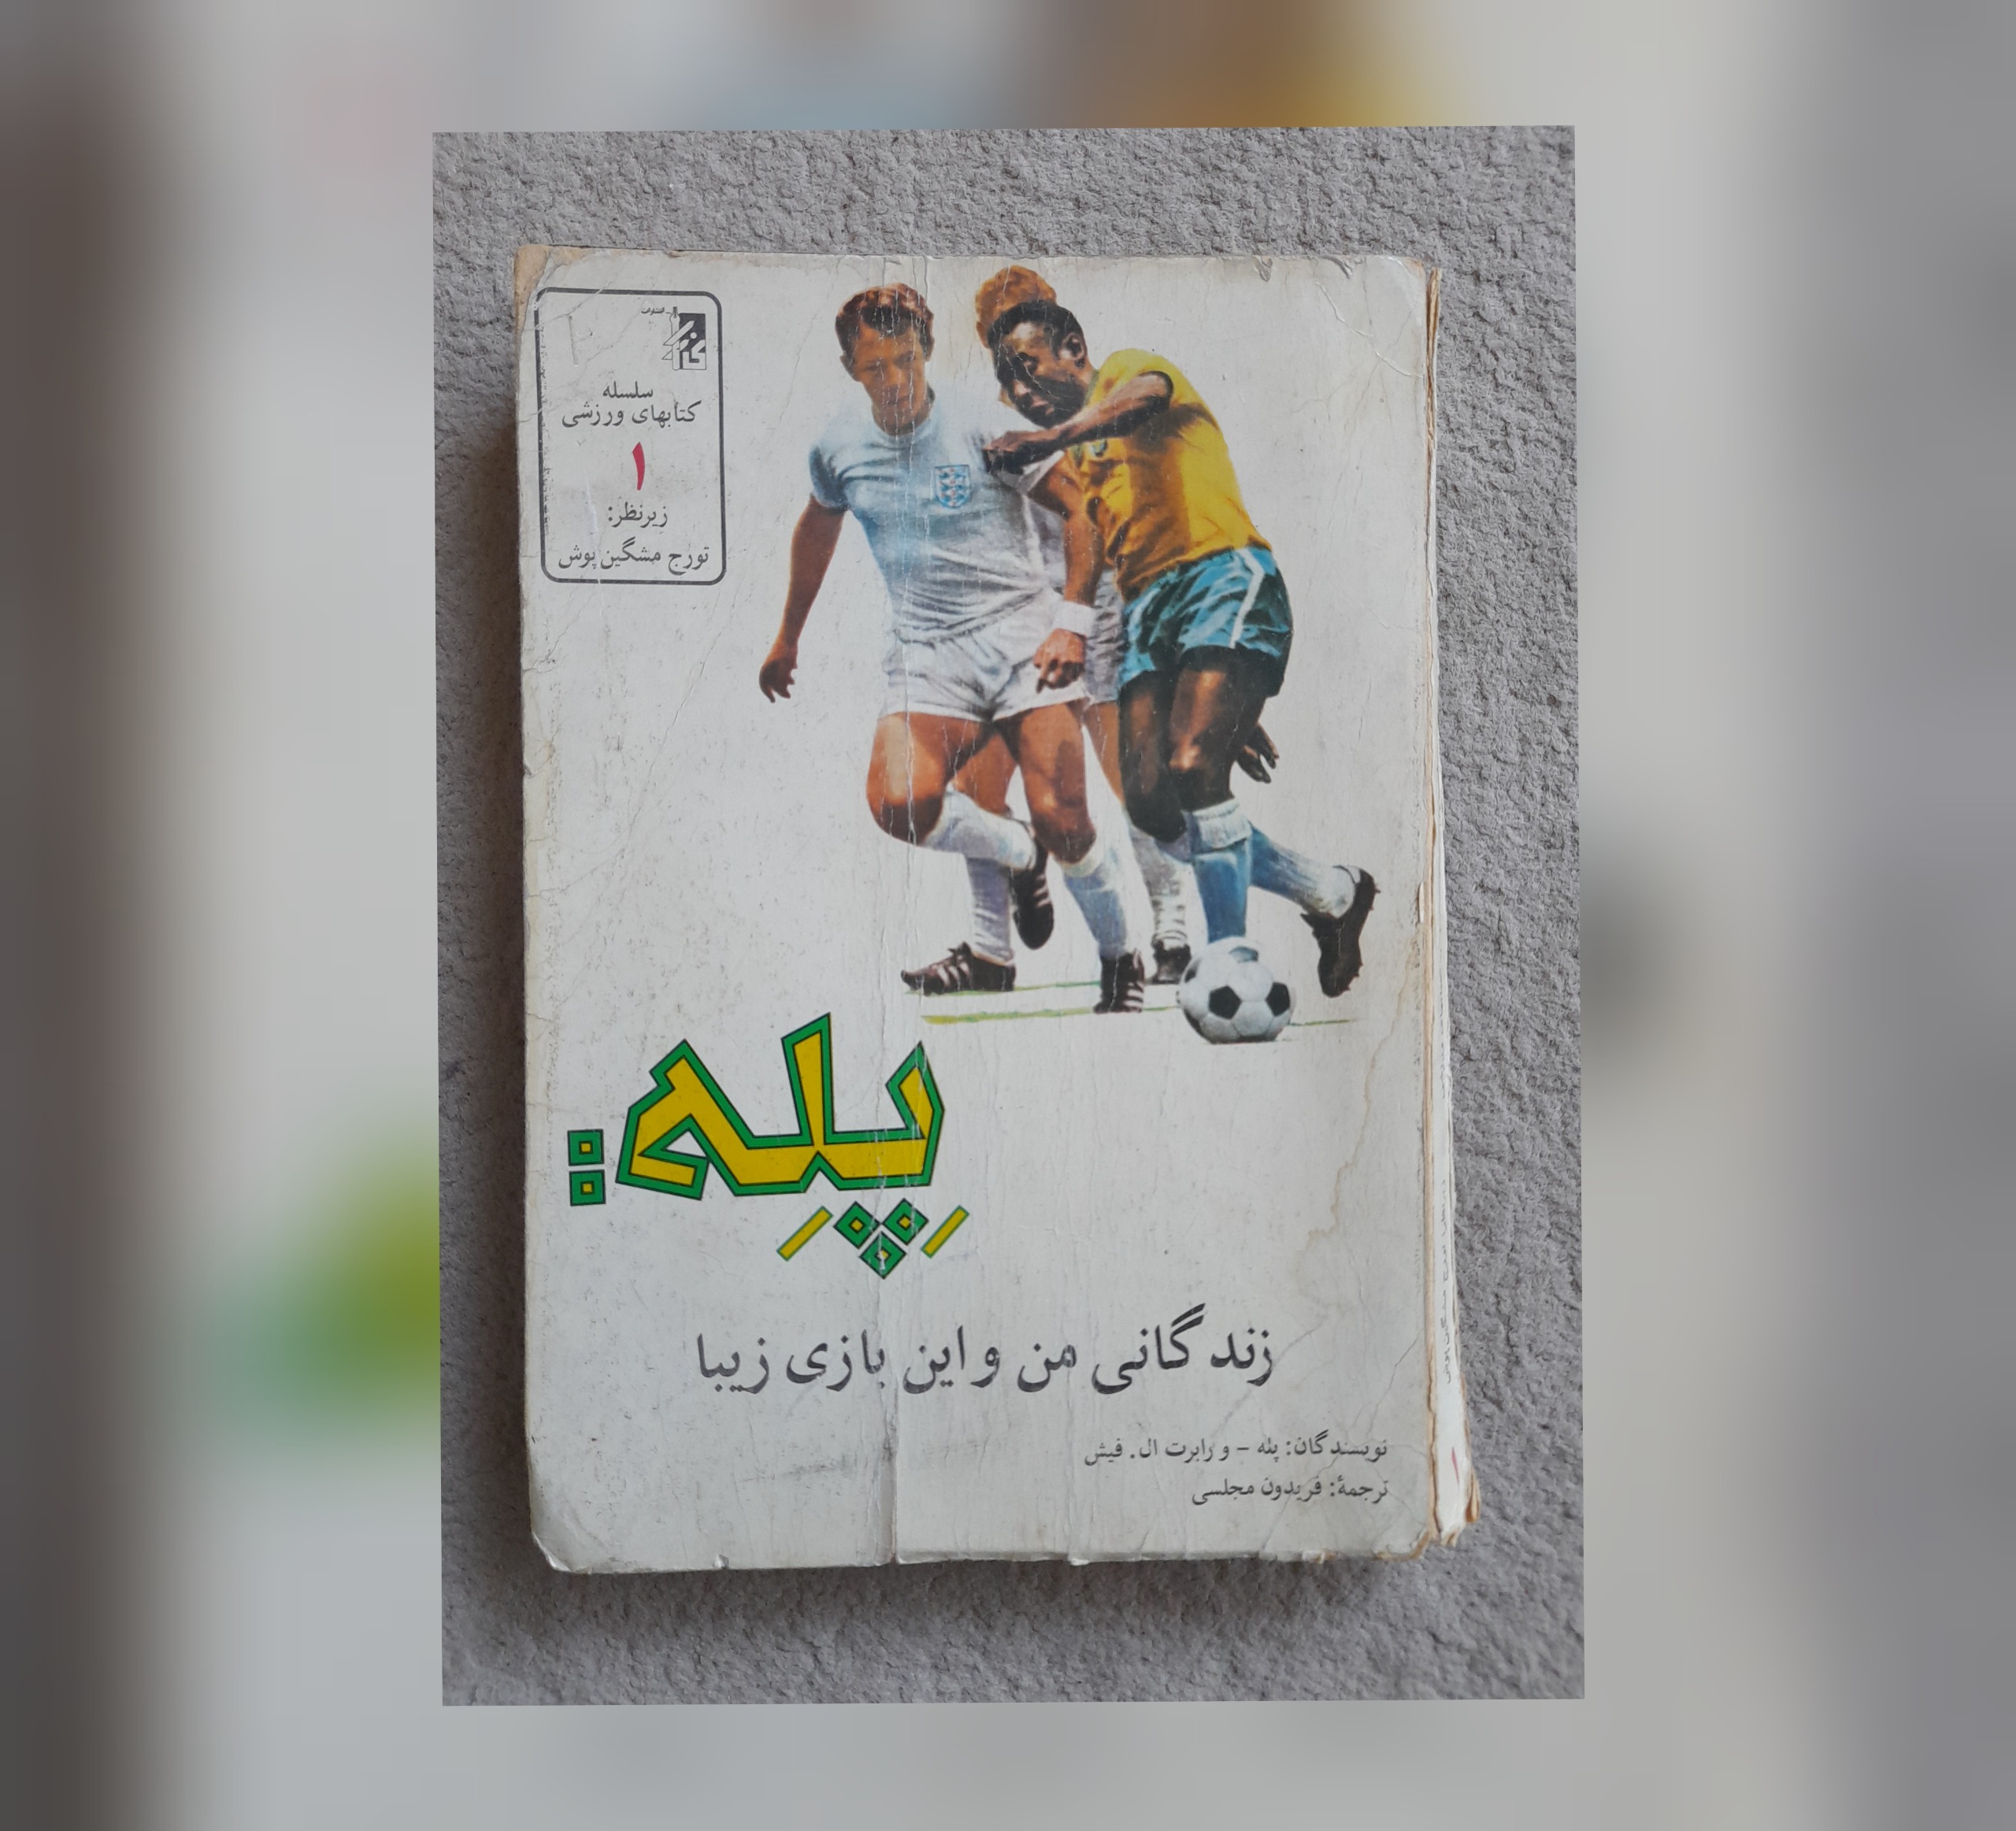 انتشارات
سلسله
کتابهای ورزشی
۱
زیرنظر:
تورج مشگین‌پوش
پِلِه:
زندگانی من و این بازی زیبا
نویسندگان: پله - و رابرت ال. فیش
ترجمهٔ: فریدون مجلسی